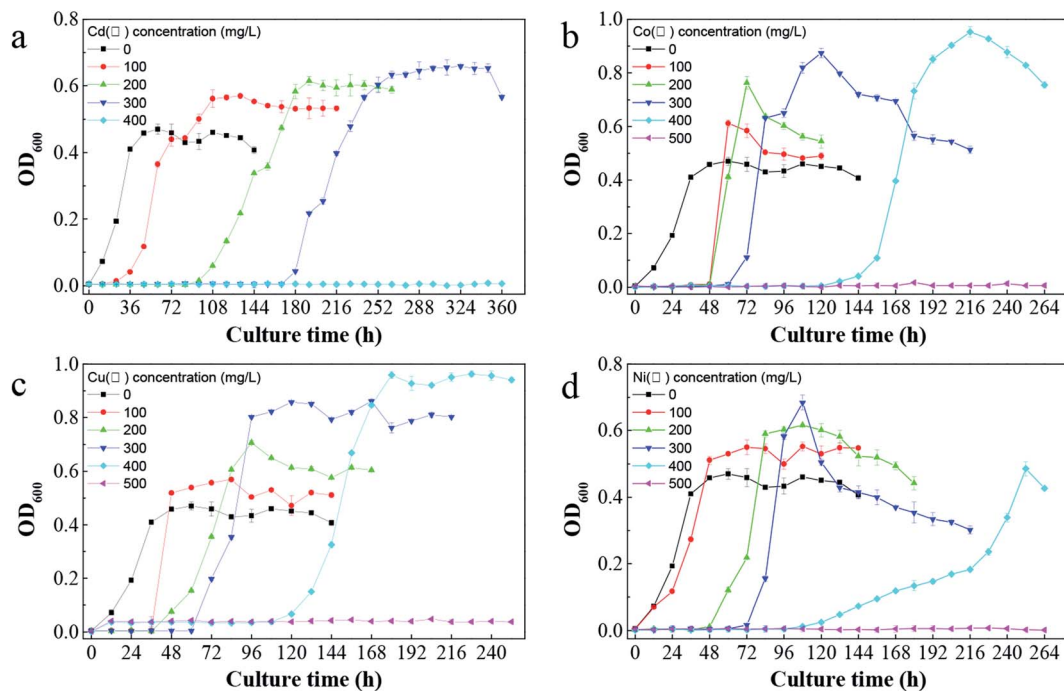 a
Cd(□) concentration (mg/L)
0
100
200
300
400
OD600
0.8
0.6
0.4
0.2
0.0
0 36 72 108 144 180 216 252 288 324 360
Culture time (h)
b
Co(□) concentration (mg/L)
0
100
200
300
400
500
OD600
1.0
0.8
0.6
0.4
0.2
0.0
0 24 48 72 96 120 144 168 192 216 240 264
Culture time (h)
c
Cu(□) concentration (mg/L)
0
100
200
300
400
500
OD600
1.0
0.8
0.6
0.4
0.2
0.0
0 24 48 72 96 120 144 168 192 216 240
Culture time (h)
d
Ni(□) concentration (mg/L)
0
100
200
300
400
500
OD600
0.8
0.6
0.4
0.2
0.0
0 24 48 72 96 120 144 168 192 216 240 264
Culture time (h)